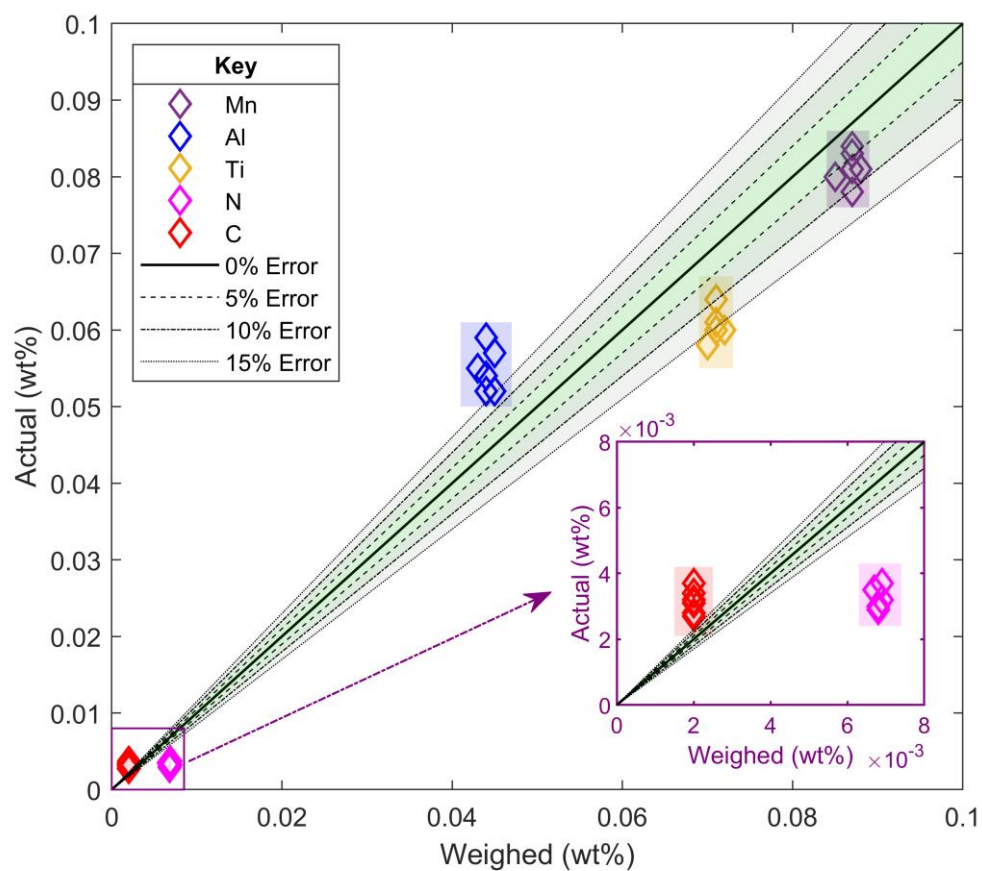 0.1
0.09
0.08
0.07
0.06
0.05
0.04
0.03
0.02
0.01
0
Actual (wt%)
0
0.02
0.04
0.06
0.08
0.1
Weighed (wt%)
Key
Mn
Al
Ti
N
C
0% Error
5% Error
10% Error
15% Error
×10⁻³
8
6
4
2
0
Actual (wt%)
0
2
4
6
8
Weighed (wt%) ×10⁻³